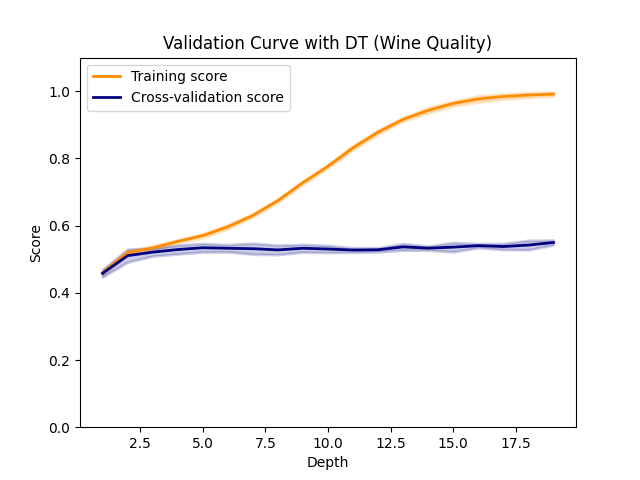 Validation Curve with DT (Wine Quality)
Training score
Cross-validation score
1.0
0.8
0.6
0.4
0.2
0.0
Score
2.5 5.0 7.5 10.0 12.5 15.0 17.5
Depth